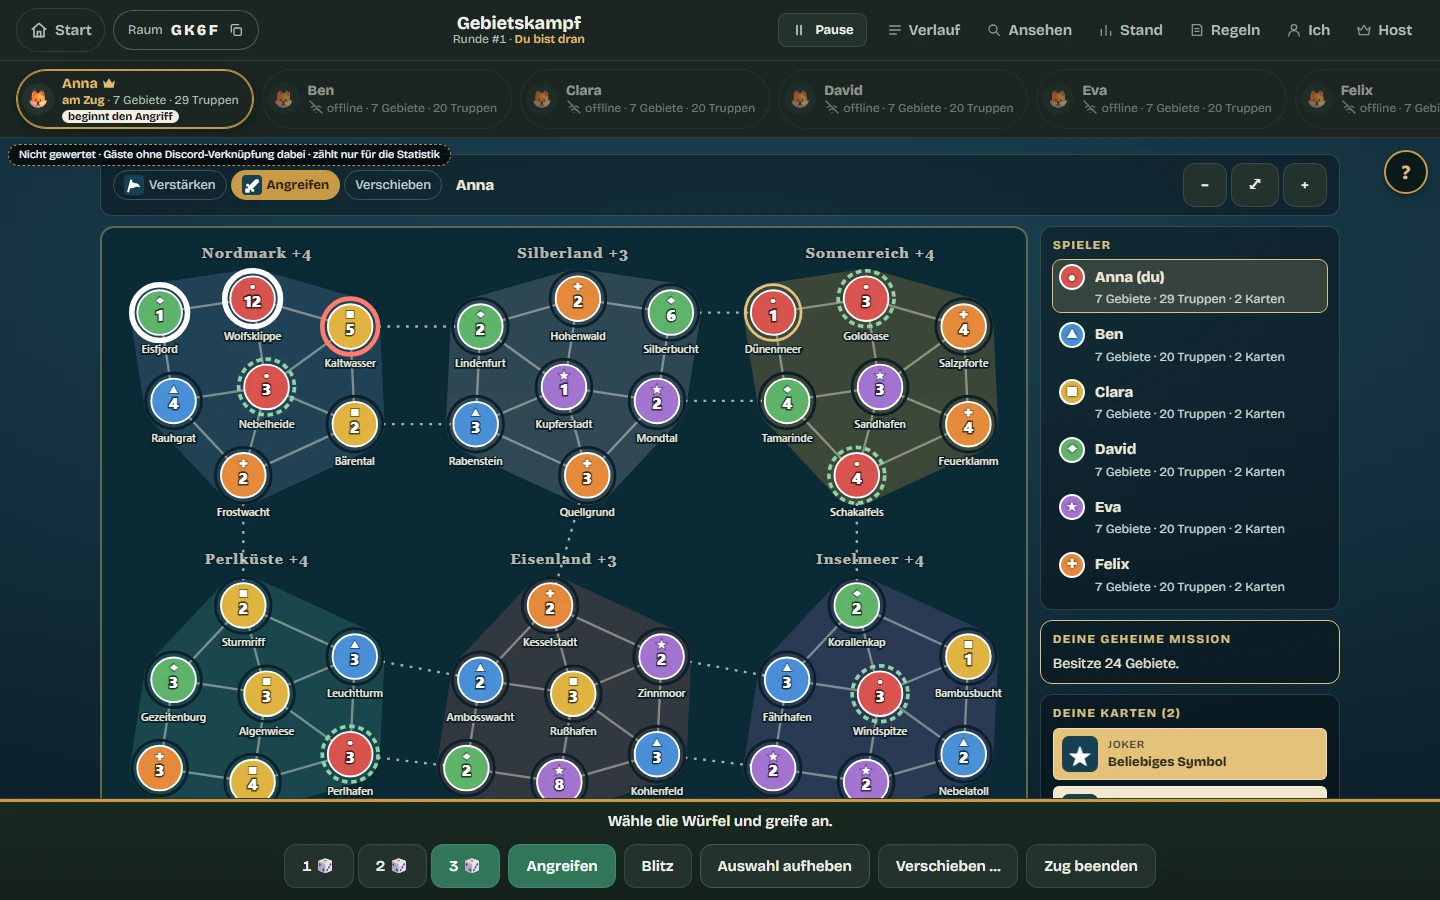 Start
Raum GK6F
Gebietskampf
Runde #1 · Du bist dran
Pause
Verlauf
Ansehen
Stand
Regeln
Ich
Host
Anna
am Zug · 7 Gebiete · 29 Truppen
beginnt den Angriff
Ben
offline · 7 Gebiete · 20 Truppen
Clara
offline · 7 Gebiete · 20 Truppen
David
offline · 7 Gebiete · 20 Truppen
Eva
offline · 7 Gebiete · 20 Truppen
Felix
offline · 7 Gebi
Nicht gewertet · Gäste ohne Discord-Verknüpfung dabei · zählt nur für die Statistik
Verstärken
Angreifen
Verschieben
Anna
−
+
?
Nordmark +4
Silberland +3
Sonnenreich +4
1
Eisfjord
12
Wolfsklippe
5
Kaltwasser
3
Nebelheide
4
Rauhgrat
2
Bärental
2
Frostwacht
2
Lindenfurt
2
Hohenwald
6
Silberbucht
1
Kupferstadt
2
Mondtal
3
Rabenstein
3
Quellgrund
1
Dünenmeer
3
Goldoase
4
Salzpforte
3
Sandhafen
4
Tamarinde
4
Feuerklamm
4
Schakalfels
Perlküste +4
Eisenland +3
Inselmeer +4
2
Sturmriff
3
Leuchtturm
3
Gezeitenburg
3
Algenwiese
3
Perlhafen
3
4
2
Kesselstadt
2
Zinnmoor
2
Ambosswacht
3
Rußhafen
3
Kohlenfeld
2
8
2
Korallenkap
1
Bambusbucht
3
Fährhafen
3
Windspitze
2
Nebelatoll
2
2
SPIELER
Anna (du)
7 Gebiete · 29 Truppen · 2 Karten
Ben
7 Gebiete · 20 Truppen · 2 Karten
Clara
7 Gebiete · 20 Truppen · 2 Karten
David
7 Gebiete · 20 Truppen · 2 Karten
Eva
7 Gebiete · 20 Truppen · 2 Karten
Felix
7 Gebiete · 20 Truppen · 2 Karten
DEINE GEHEIME MISSION
Besitze 24 Gebiete.
DEINE KARTEN (2)
JOKER
Beliebiges Symbol
Wähle die Würfel und greife an.
1
2
3
Angreifen
Blitz
Auswahl aufheben
Verschieben ...
Zug beenden